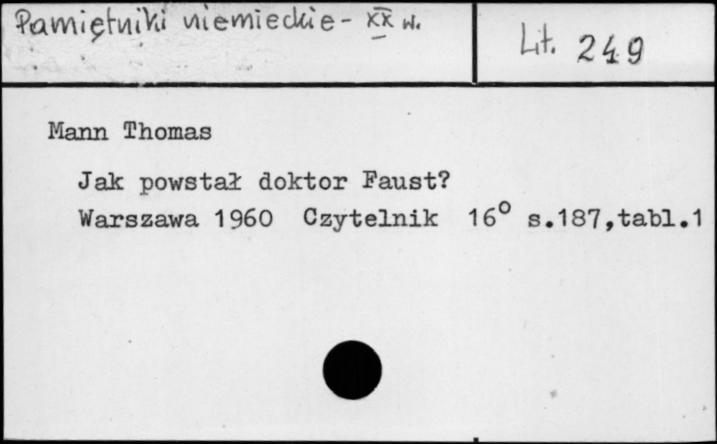 Pamiętniki niemieckie - XX w.
Lit. 249
Mann Thomas
Jak powstał doktor Faust?
Warszawa 1960 Czytelnik 16° s.187,tabl.1